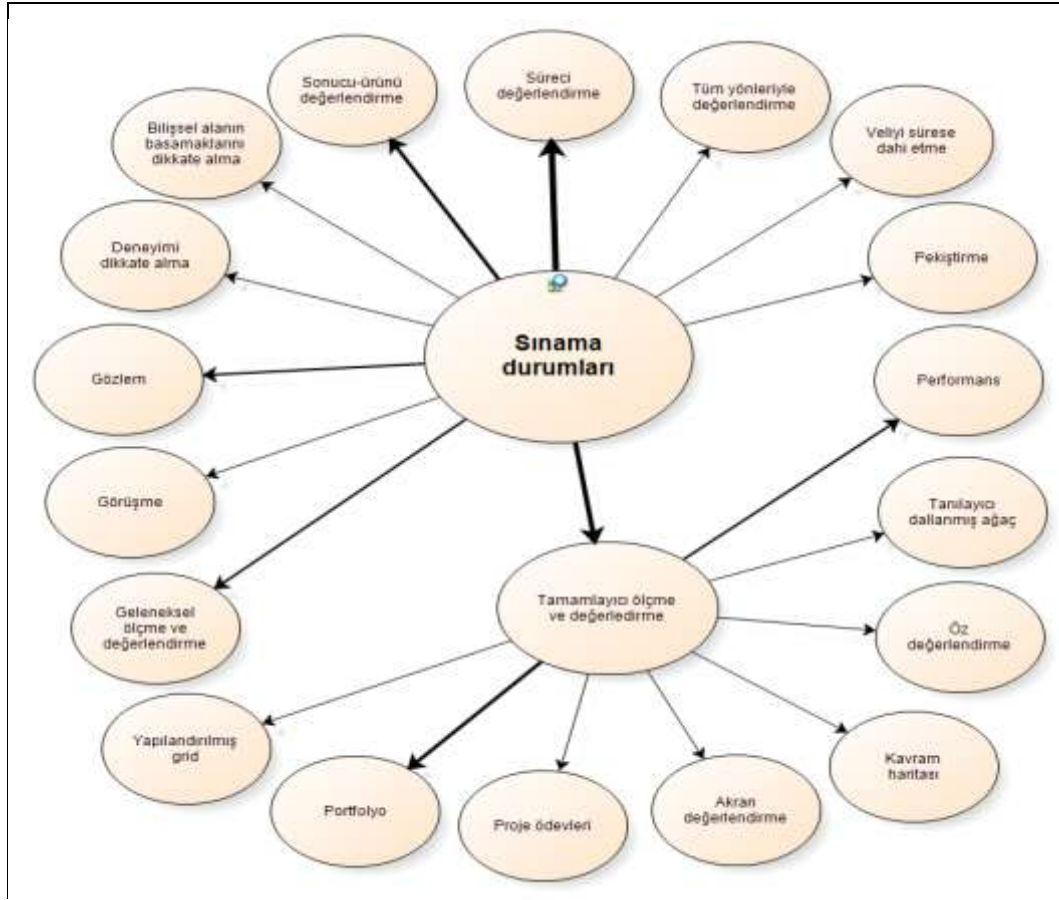 Sonucu-ürünü
değerlendirme
Süreci
değerlendirme
Tüm yönleriyle
değerlendirme
Bilişsel alanın
basamaklarını
dikkate alma
Veliyi sürese
dahi etme
Deneyimi
dikkate alma
Pekiştirme
Sınama
durumları
Gözlem
Performans
Görüşme
Tanılayıcı
dallanmış ağaç
Geleneksel
ölçme ve
değerlendirme
Tamamlayıcı ölçme
ve değerledirme
Öz
değerlendirme
Yapılandırılmış
grid
Portfolyo
Proje ödevleri
Akran
değerlendirme
Kavram
haritası